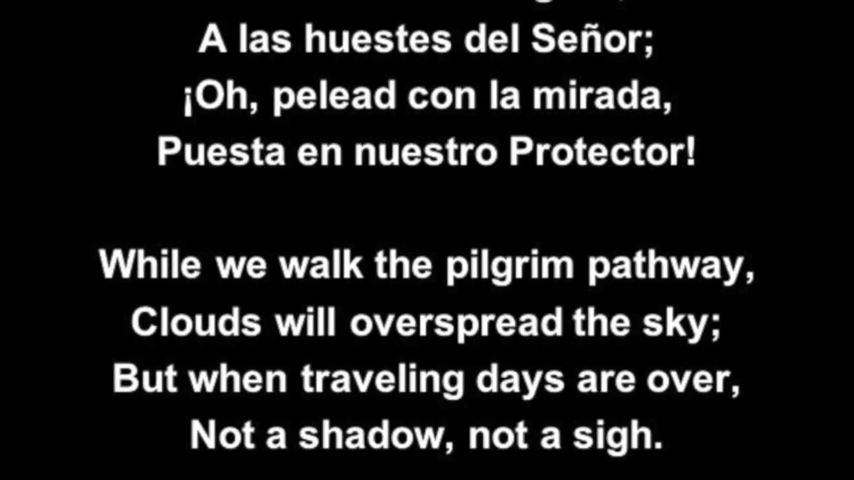 A las huestes del Señor;
¡Oh, pelead con la mirada,
Puesta en nuestro Protector!
While we walk the pilgrim pathway,
Clouds will overspread the sky;
But when traveling days are over,
Not a shadow, not a sigh.